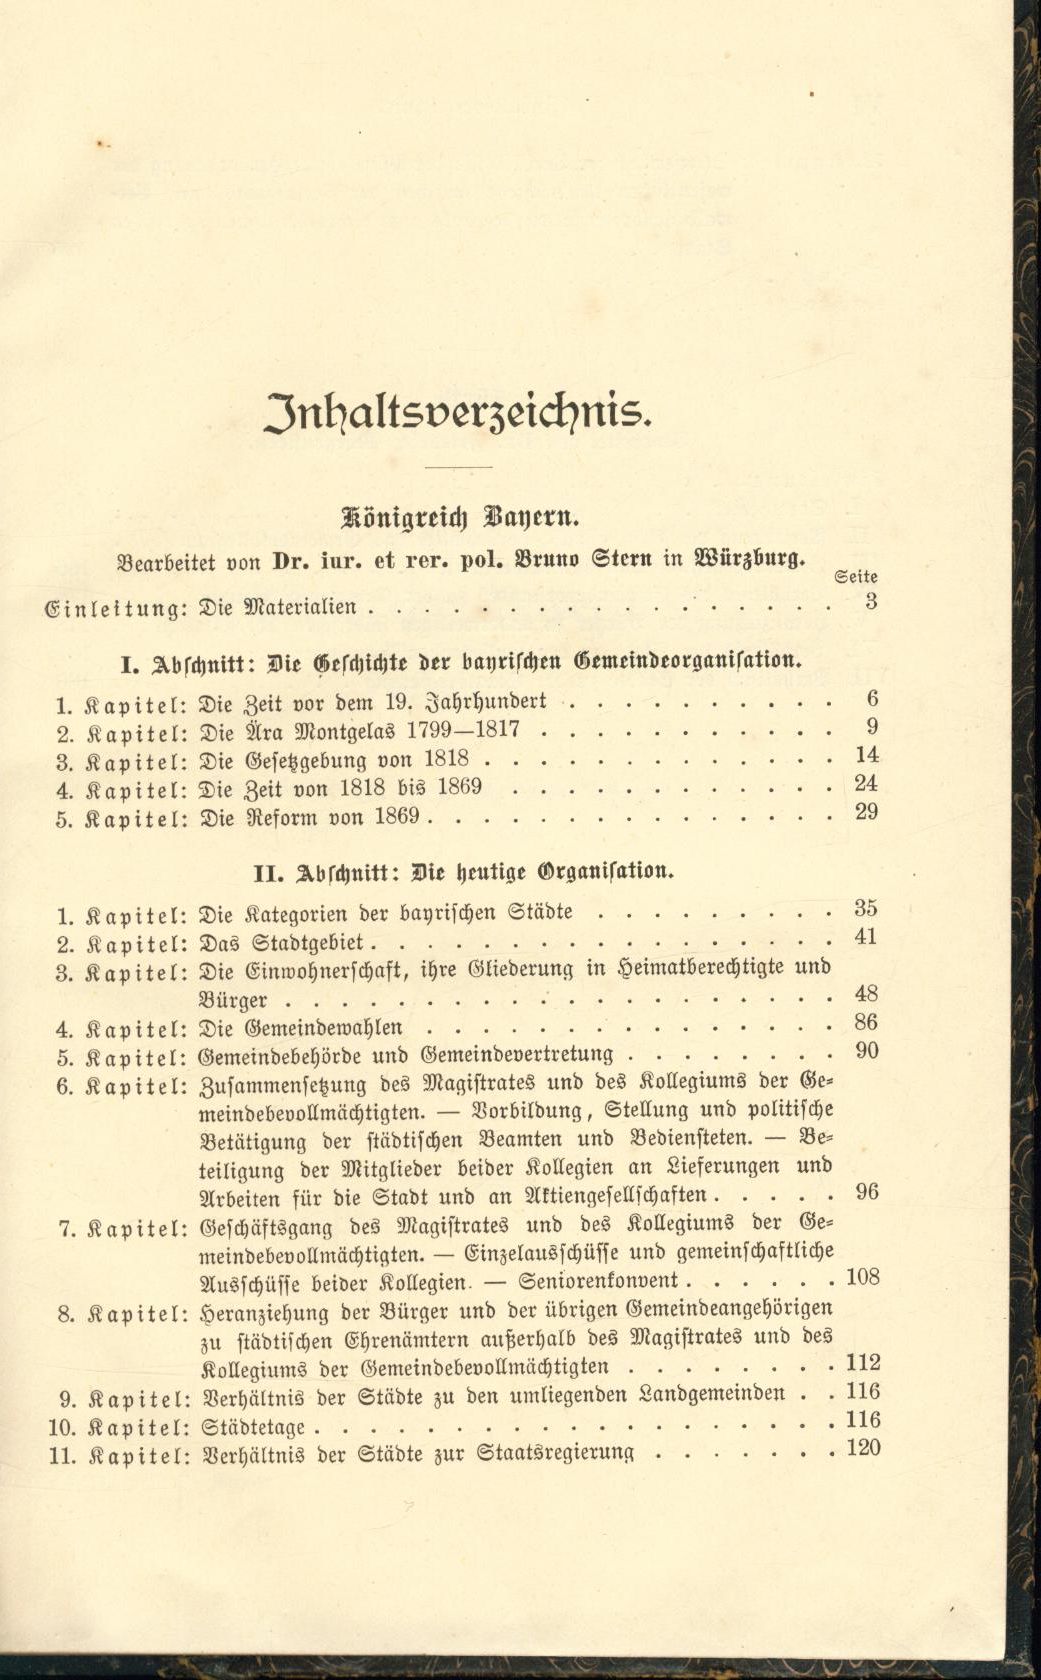 Inhaltsverzeichnis.
Königreich Bayern.
Bearbeitet von Dr. iur. et rer. pol. Bruno Stern in Würzburg.
Seite
Einleitung: Die Materialien . . . . . . . . . . . . . . . . . 3
I. Abschnitt: Die Geschichte der bayrischen Gemeindeorganisation.
1. Kapitel: Die Zeit vor dem 19. Jahrhundert . . . . . . . . . . 6
2. Kapitel: Die Ära Montgelas 1799—1817 . . . . . . . . . . . 9
3. Kapitel: Die Gesetzgebung von 1818 . . . . . . . . . . . . . 14
4. Kapitel: Die Zeit von 1818 bis 1869 . . . . . . . . . . . . 24
5. Kapitel: Die Reform von 1869 . . . . . . . . . . . . . . . 29
II. Abschnitt: Die heutige Organisation.
1. Kapitel: Die Kategorien der bayrischen Städte . . . . . . . . . 35
2. Kapitel: Das Stadtgebiet . . . . . . . . . . . . . . . . . 41
3. Kapitel: Die Einwohnerschaft, ihre Gliederung in Heimatberechtigte und
Bürger . . . . . . . . . . . . . . . . . . . . 48
4. Kapitel: Die Gemeindewahlen . . . . . . . . . . . . . . . 86
5. Kapitel: Gemeindebehörde und Gemeindevertretung . . . . . . . . 90
6. Kapitel: Zusammensetzung des Magistrates und des Kollegiums der Ge-
meindebevollmächtigten. — Vorbildung, Stellung und politische
Betätigung der städtischen Beamten und Bediensteten. — Be-
teiligung der Mitglieder beider Kollegien an Lieferungen und
Arbeiten für die Stadt und an Aktiengesellschaften . . . . . 96
7. Kapitel: Geschäftsgang des Magistrates und des Kollegiums der Ge-
meindebevollmächtigten. — Einzelausschüsse und gemeinschaftliche
Ausschüsse beider Kollegien. — Seniorenkonvent . . . . . . 108
8. Kapitel: Heranziehung der Bürger und der übrigen Gemeindeangehörigen
zu städtischen Ehrenämtern außerhalb des Magistrates und des
Kollegiums der Gemeindebevollmächtigten . . . . . . . . 112
9. Kapitel: Verhältnis der Städte zu den umliegenden Landgemeinden . . 116
10. Kapitel: Städtetage . . . . . . . . . . . . . . . . . . . 116
11. Kapitel: Verhältnis der Städte zur Staatsregierung . . . . . . . 120